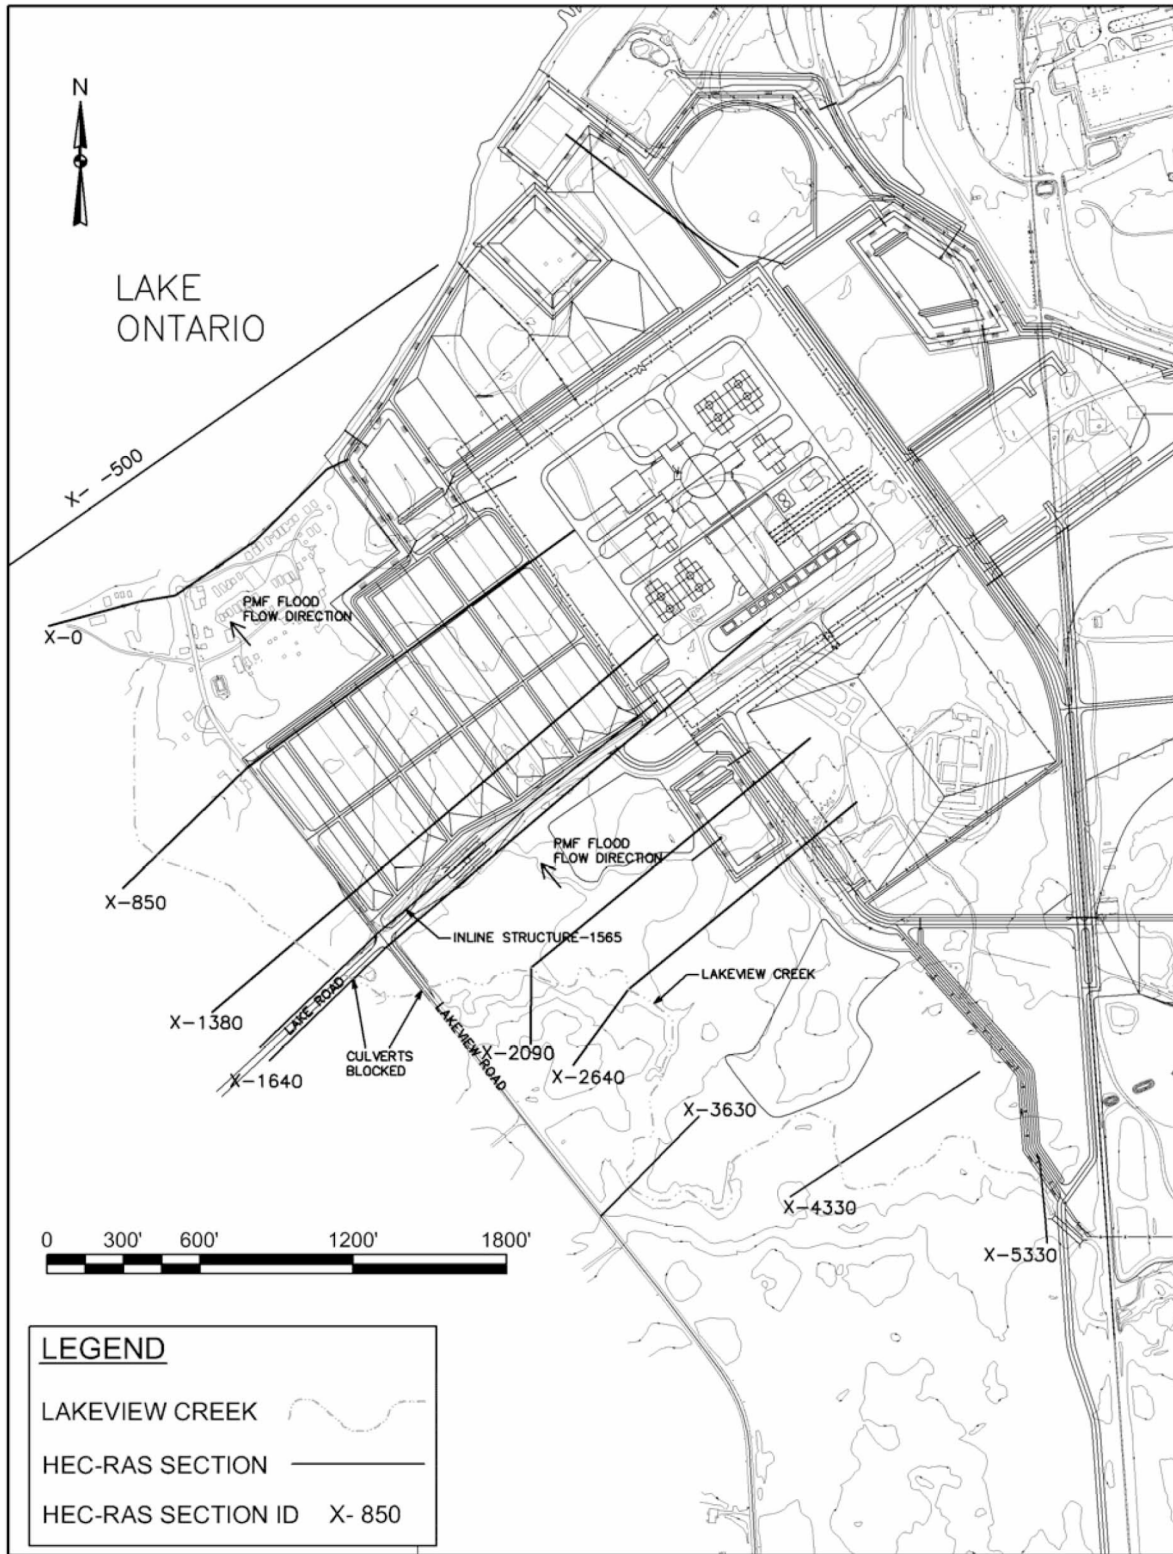 N
LAKE
ONTARIO
X- -500
PMF FLOOD
FLOW DIRECTION
X-0
X-850
PMF FLOOD
FLOW DIRECTION
INLINE STRUCTURE-1565
LAKEVIEW CREEK
X-1380
LAKE ROAD
CULVERTS
BLOCKED
LAKEVIEW ROAD
X-2090
X-2640
X-1640
X-3630
X-4330
X-5330
0 300' 600' 1200' 1800'
LEGEND
LAKEVIEW CREEK
HEC-RAS SECTION
HEC-RAS SECTION ID X- 850